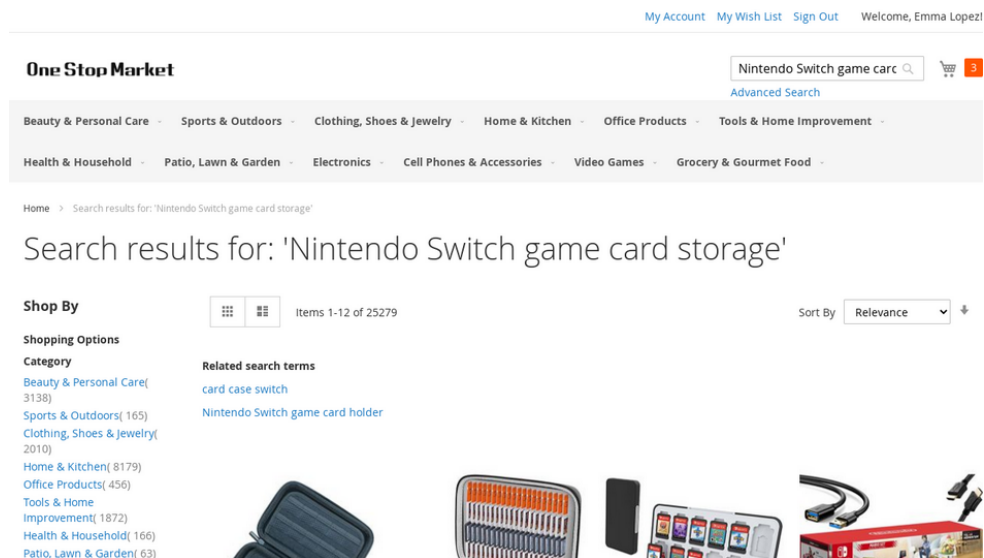 My Account My Wish List Sign Out Welcome, Emma Lopez!
One Stop Market
Nintendo Switch game card
3
Advanced Search
Beauty & Personal Care Sports & Outdoors Clothing, Shoes & Jewelry Home & Kitchen Office Products Tools & Home Improvement
Health & Household Patio, Lawn & Garden Electronics Cell Phones & Accessories Video Games Grocery & Gourmet Food
Home > Search results for: 'Nintendo Switch game card storage'
Search results for: 'Nintendo Switch game card storage'
Shop By
Items 1-12 of 25279
Sort By Relevance
Shopping Options
Category
Related search terms
Beauty & Personal Care( 3138)
card case switch
Sports & Outdoors( 165)
Nintendo Switch game card holder
Clothing, Shoes & Jewelry( 2010)
Home & Kitchen( 8179)
Office Products( 456)
Tools & Home
Improvement( 1872)
Health & Household( 166)
Patio, Lawn & Garden( 63)